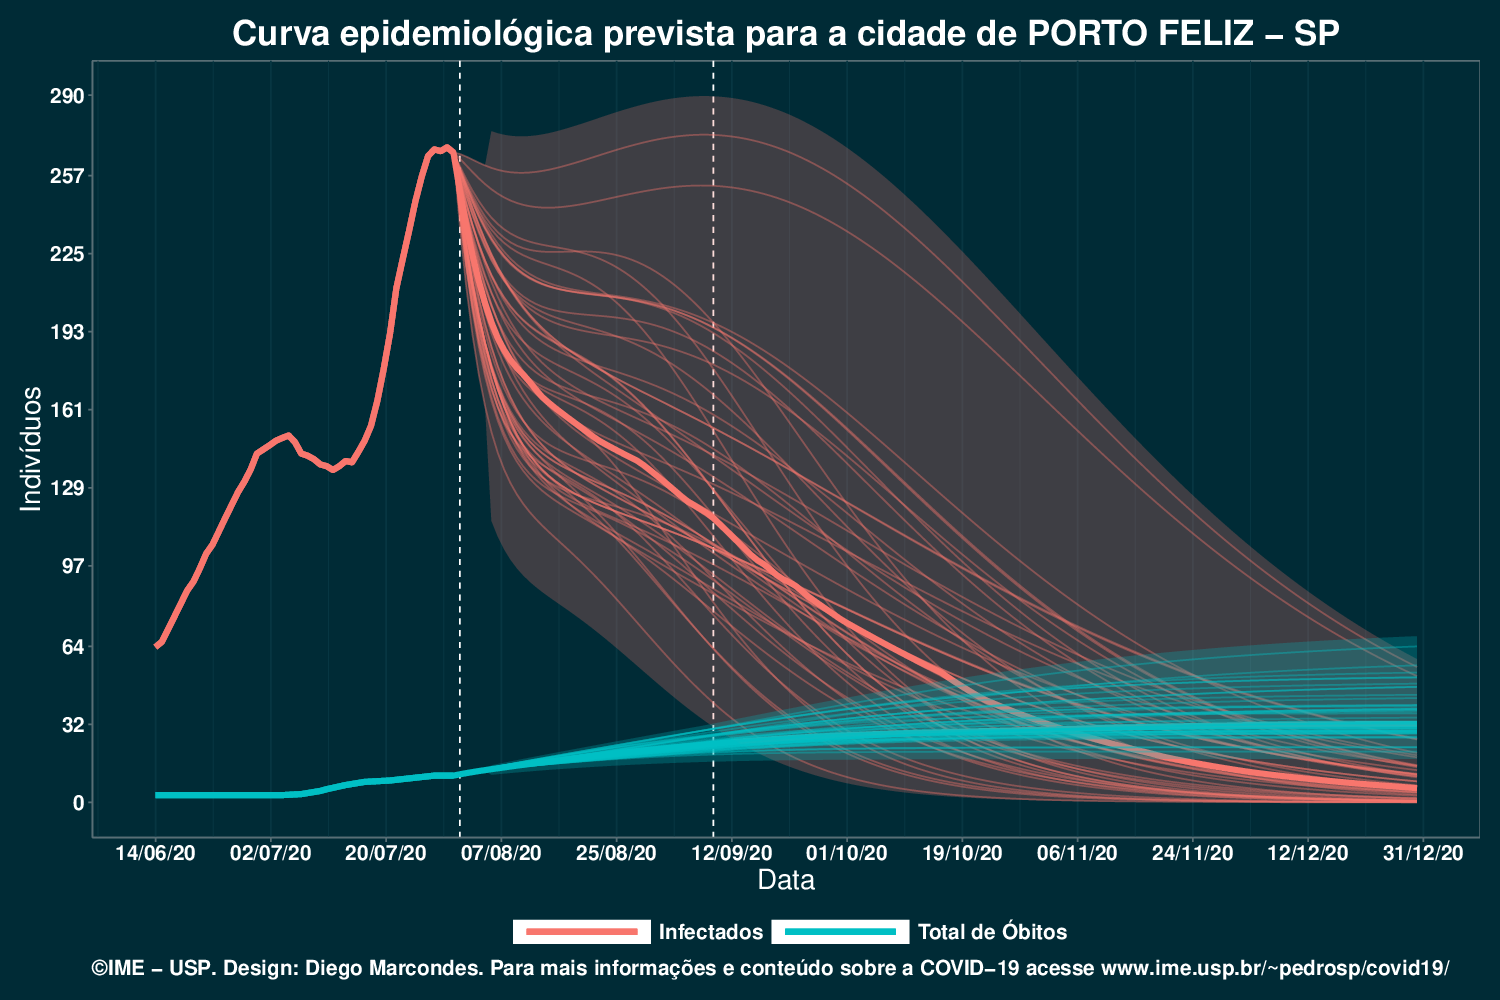 Curva epidemiológica prevista para a cidade de PORTO FELIZ – SP
290
257
225
193
161
129
97
64
32
0
Indivíduos
14/06/20 02/07/20 20/07/20 07/08/20 25/08/20 12/09/20 01/10/20 19/10/20 06/11/20 24/11/20 12/12/20 31/12/20
Data
Infectados Total de Óbitos
©IME – USP. Design: Diego Marcondes. Para mais informações e conteúdo sobre a COVID–19 acesse www.ime.usp.br/~pedrosp/covid19/